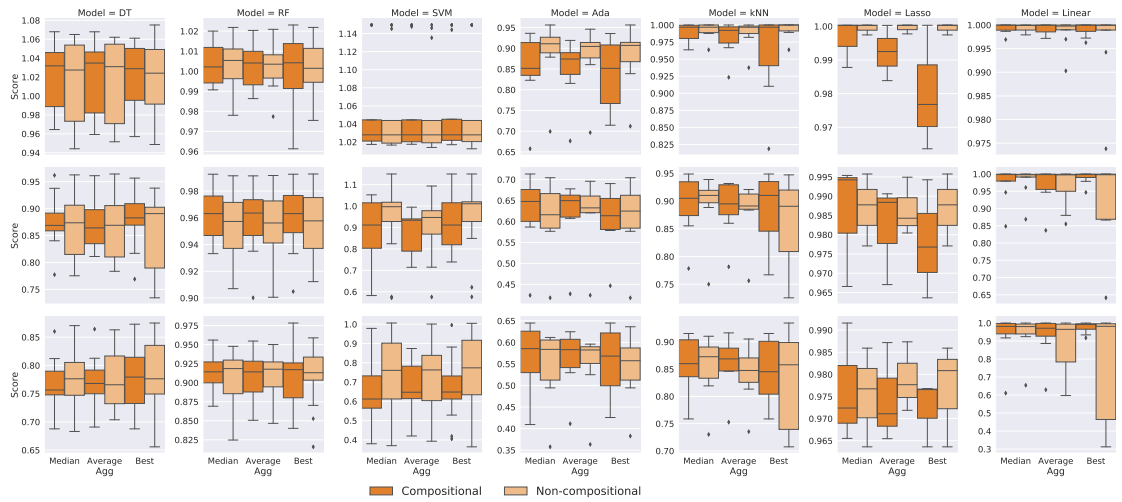 Model = DT Model = RF Model = SVM Model = Ada Model = kNN Model = Lasso Model = Linear
Score
1.08 1.06 1.04 1.02 1.00 0.98 0.96 0.94
1.02 1.01 1.00 0.99 0.98 0.97 0.96
1.14 1.12 1.10 1.08 1.06 1.04 1.02
0.95 0.90 0.85 0.80 0.75 0.70 0.65
1.000 0.975 0.950 0.925 0.900 0.875 0.850 0.825
1.00 0.99 0.98 0.97
1.000 0.995 0.990 0.985 0.980 0.975
Score
0.95 0.90 0.85 0.80 0.75
0.98 0.96 0.94 0.92 0.90
1.1 1.0 0.9 0.8 0.7 0.6
0.7 0.6 0.5 0.4
0.95 0.90 0.85 0.80 0.75
0.995 0.990 0.985 0.980 0.975 0.970 0.965
1.00 0.95 0.90 0.85 0.80 0.75 0.70 0.65
Score
0.85 0.80 0.75 0.70 0.65
0.975 0.950 0.925 0.900 0.875 0.850 0.825
1.0 0.9 0.8 0.7 0.6 0.5 0.4
0.65 0.60 0.55 0.50 0.45 0.40 0.35
0.95 0.90 0.85 0.80 0.75 0.70
0.990 0.985 0.980 0.975 0.970 0.965
1.0 0.9 0.8 0.7 0.6 0.5 0.4 0.3
Median Average Best Median Average Best Median Average Best Median Average Best Median Average Best Median Average Best Median Average Best
Agg Agg Agg Agg Agg Agg Agg
Compositional Non-compositional